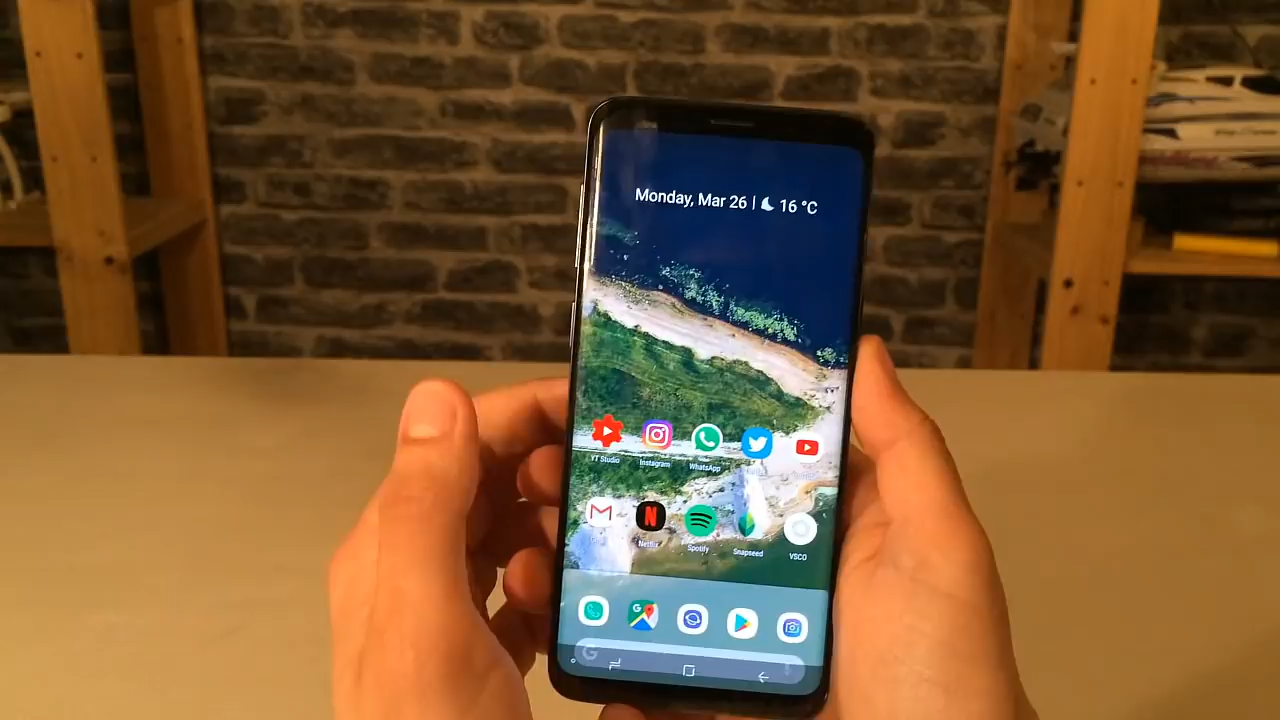 Monday, Mar 26 | 16 °C
YT Studio
Instagram
WhatsApp
Netflix
Spotify
Snapseed
VSCO